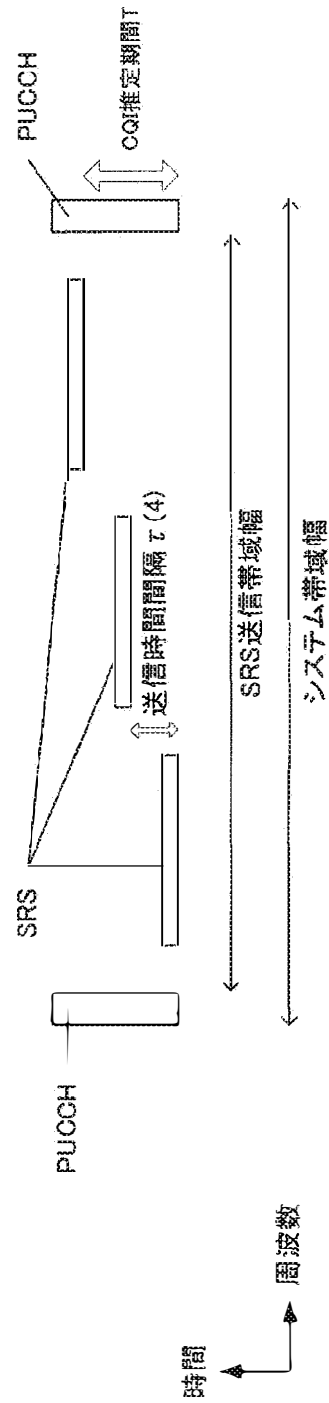 PUCCH
SRS
PUCCH
CQI推定期間T
送信時間間隔 τ(4)
SRS送信帯域幅
システム帯域幅
時間
周波数